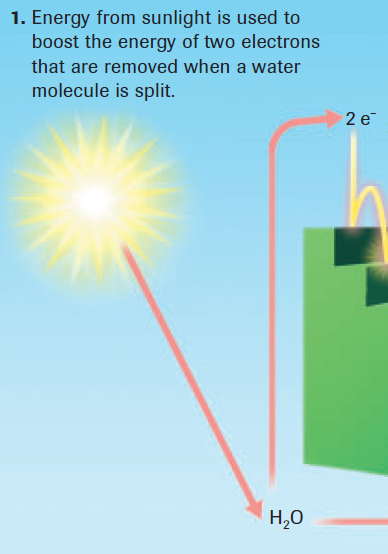 1. Energy from sunlight is used to
boost the energy of two electrons
that are removed when a water
molecule is split.
2 e⁻
H₂O